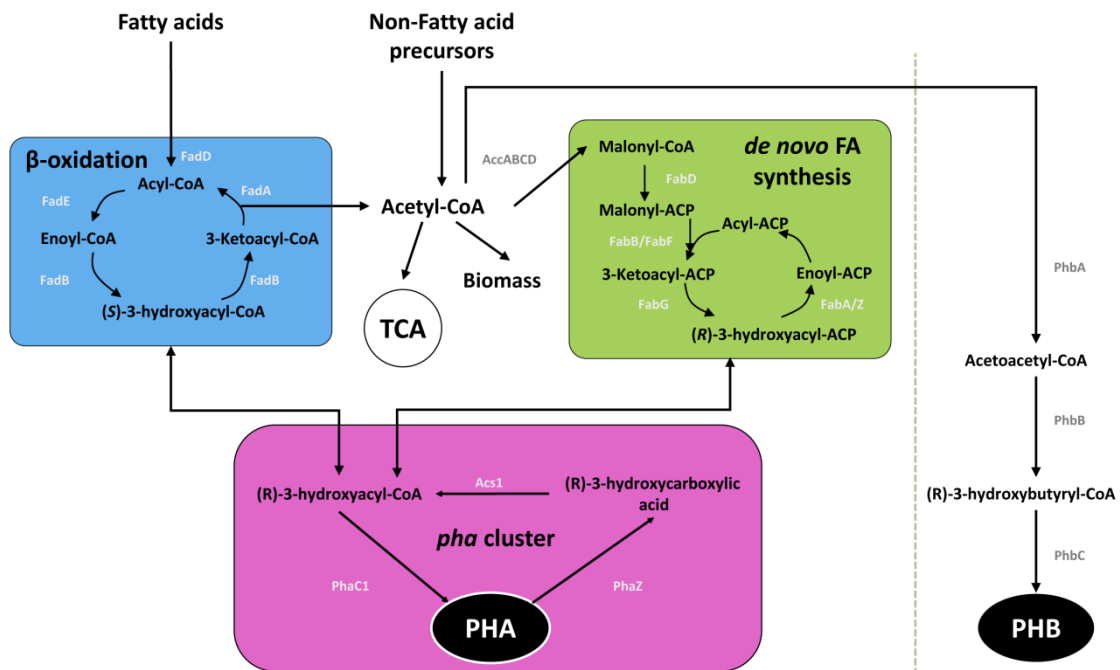 Fatty acids
Non-Fatty acid
precursors
β-oxidation
FadD
Acyl-CoA
FadA
FadE
Enoyl-CoA
3-Ketoacyl-CoA
FadB
FadB
(S)-3-hydroxyacyl-CoA
Acetyl-CoA
AccABCD
Biomass
TCA
de novo FA
synthesis
Malonyl-CoA
FabD
Malonyl-ACP
Acyl-ACP
FabB/FabF
3-Ketoacyl-ACP
Enoyl-ACP
FabG
FabA/Z
(R)-3-hydroxyacyl-ACP
(R)-3-hydroxyacyl-CoA
Acs1
(R)-3-hydroxycarboxylic
acid
pha cluster
PhaC1
PhaZ
PHA
PhbA
Acetoacetyl-CoA
PhbB
(R)-3-hydroxybutyryl-CoA
PhbC
PHB